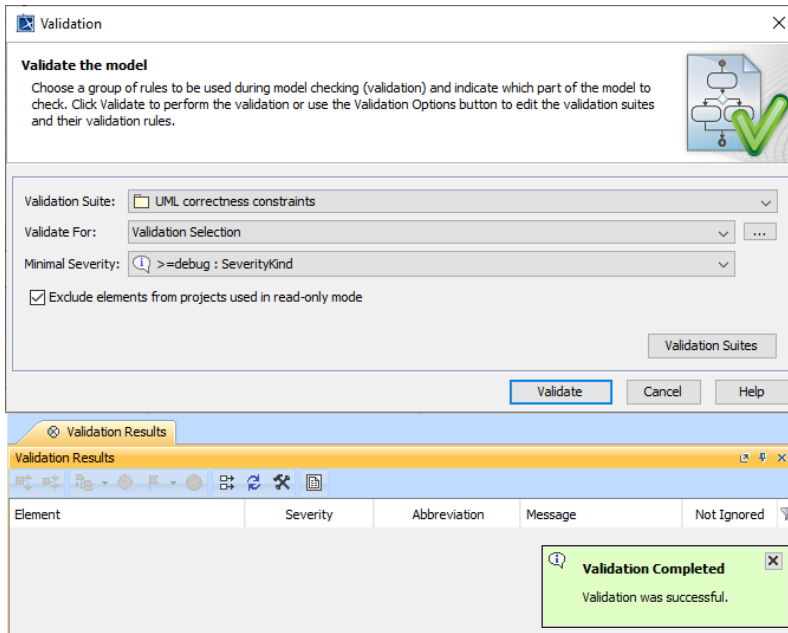 Validation
Validate the model
Choose a group of rules to be used during model checking (validation) and indicate which part of the model to
check. Click Validate to perform the validation or use the Validation Options button to edit the validation suites
and their validation rules.
Validation Suite: UML correctness constraints
Validate For: Validation Selection ...
Minimal Severity: >=debug : SeverityKind
Exclude elements from projects used in read-only mode
Validation Suites
Validate Cancel Help
Validation Results
Validation Results
Element Severity Abbreviation Message Not Ignored
Validation Completed
Validation was successful.